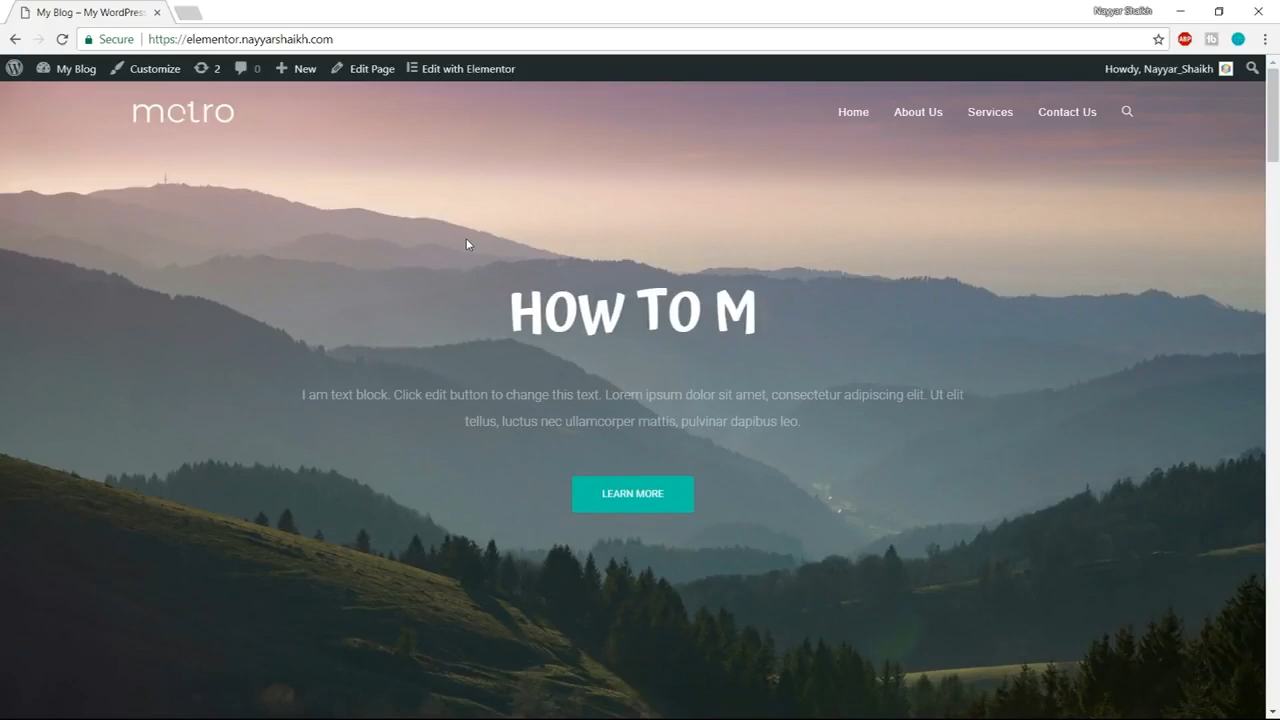 My Blog – My WordPress
Nayyar Shaikh
Secure https://elementor.nayyarshaikh.com
ABP
My Blog Customize 2 0 New Edit Page Edit with Elementor Howdy, Nayyar_Shaikh
metro Home About Us Services Contact Us
HOW TO M
I am text block. Click edit button to change this text. Lorem ipsum dolor sit amet, consectetur adipiscing elit. Ut elit
tellus, luctus nec ullamcorper mattis, pulvinar dapibus leo.
LEARN MORE